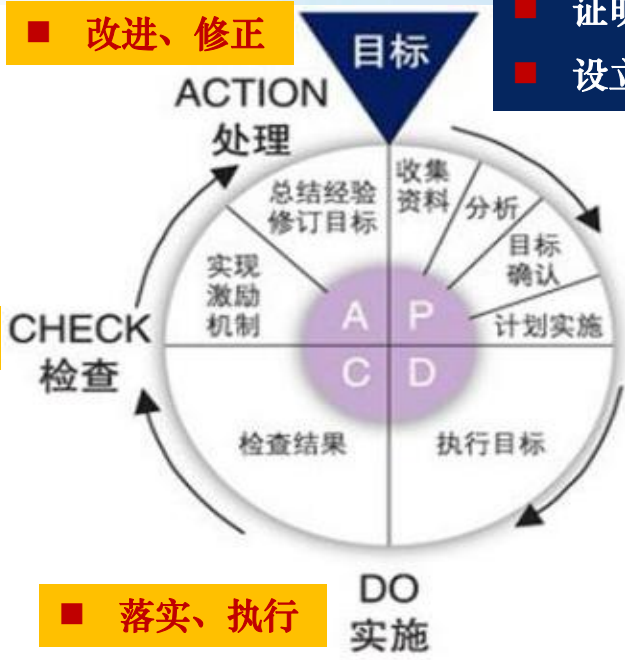 改进、修正
证明
设立
目标
ACTION
处理
收集
资料
分析
目标
确认
计划实施
总结经验
修订目标
实现
激励
机制
A
P
C
D
CHECK
检查
检查结果
执行目标
DO
实施
落实、执行